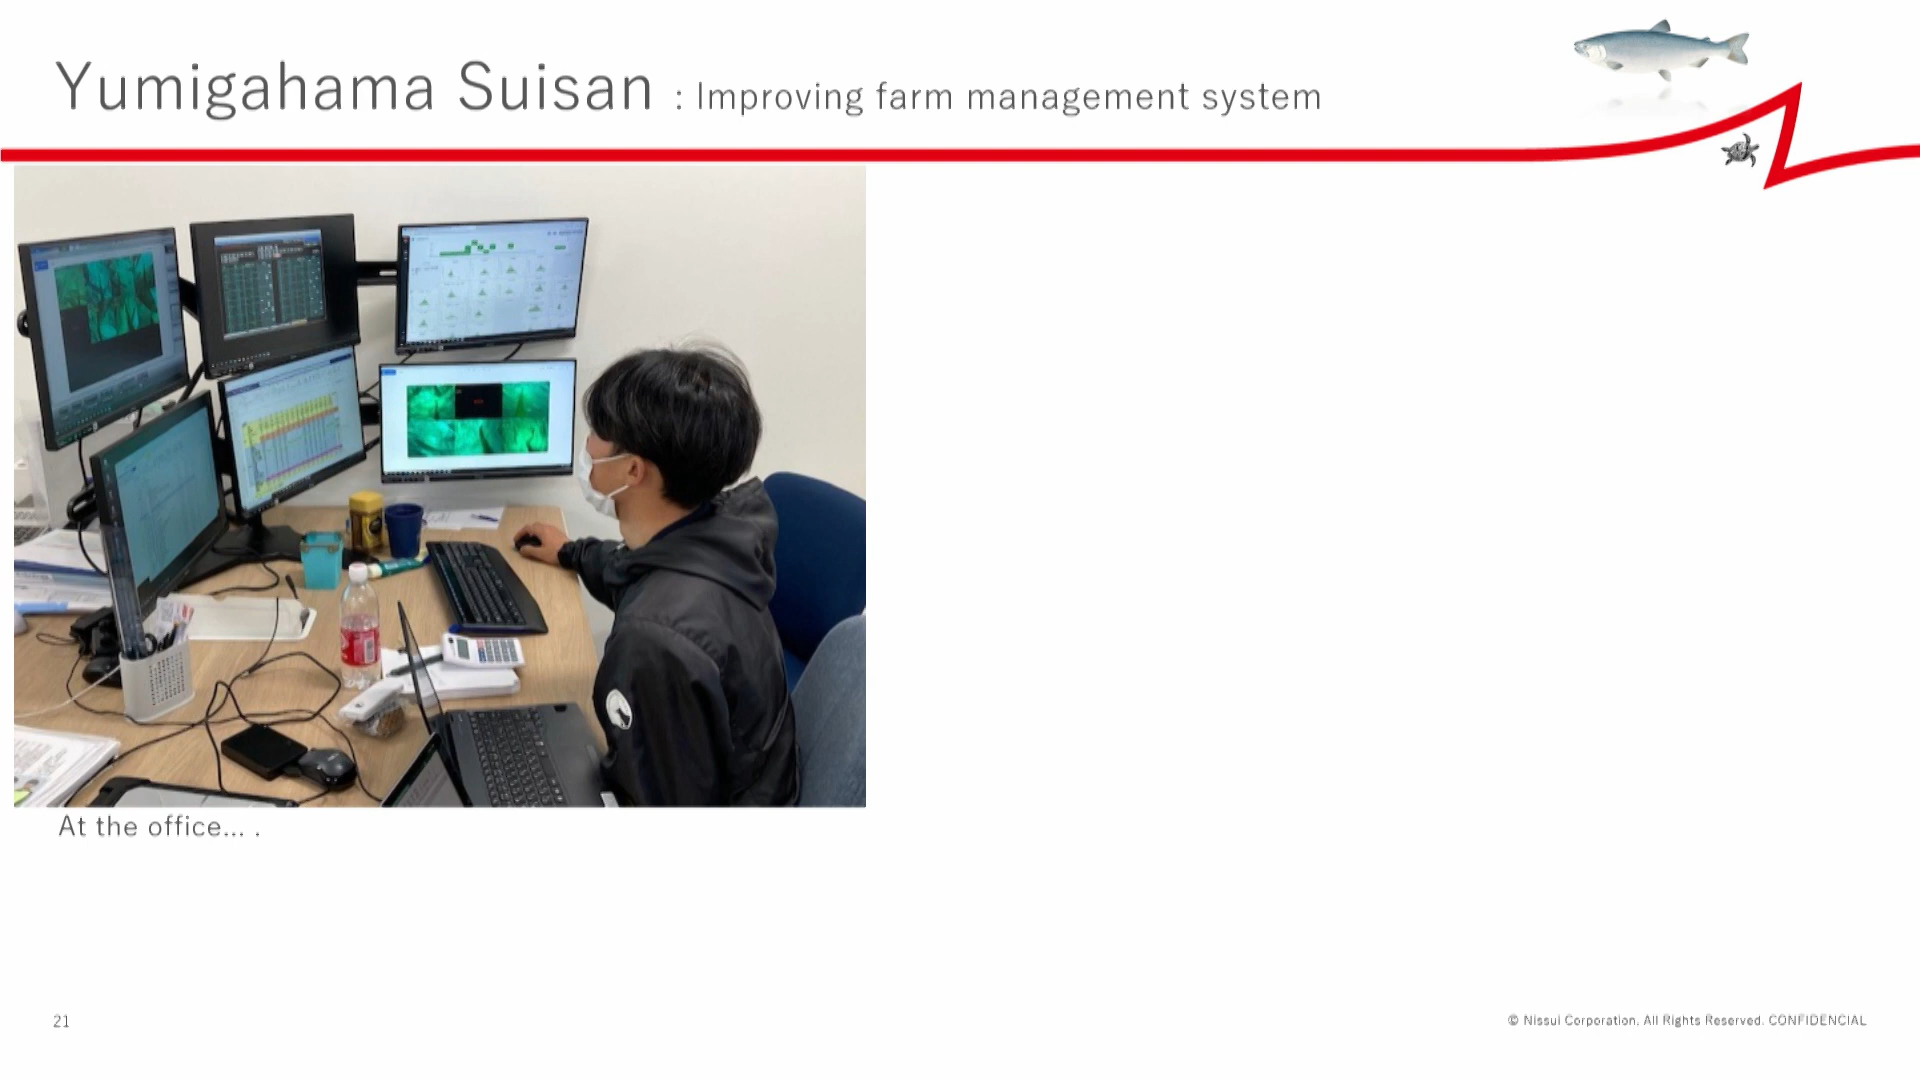 Yumigahama Suisan : Improving farm management system
At the office... .
21
© Nissui Corporation. All Rights Reserved. CONFIDENCIAL